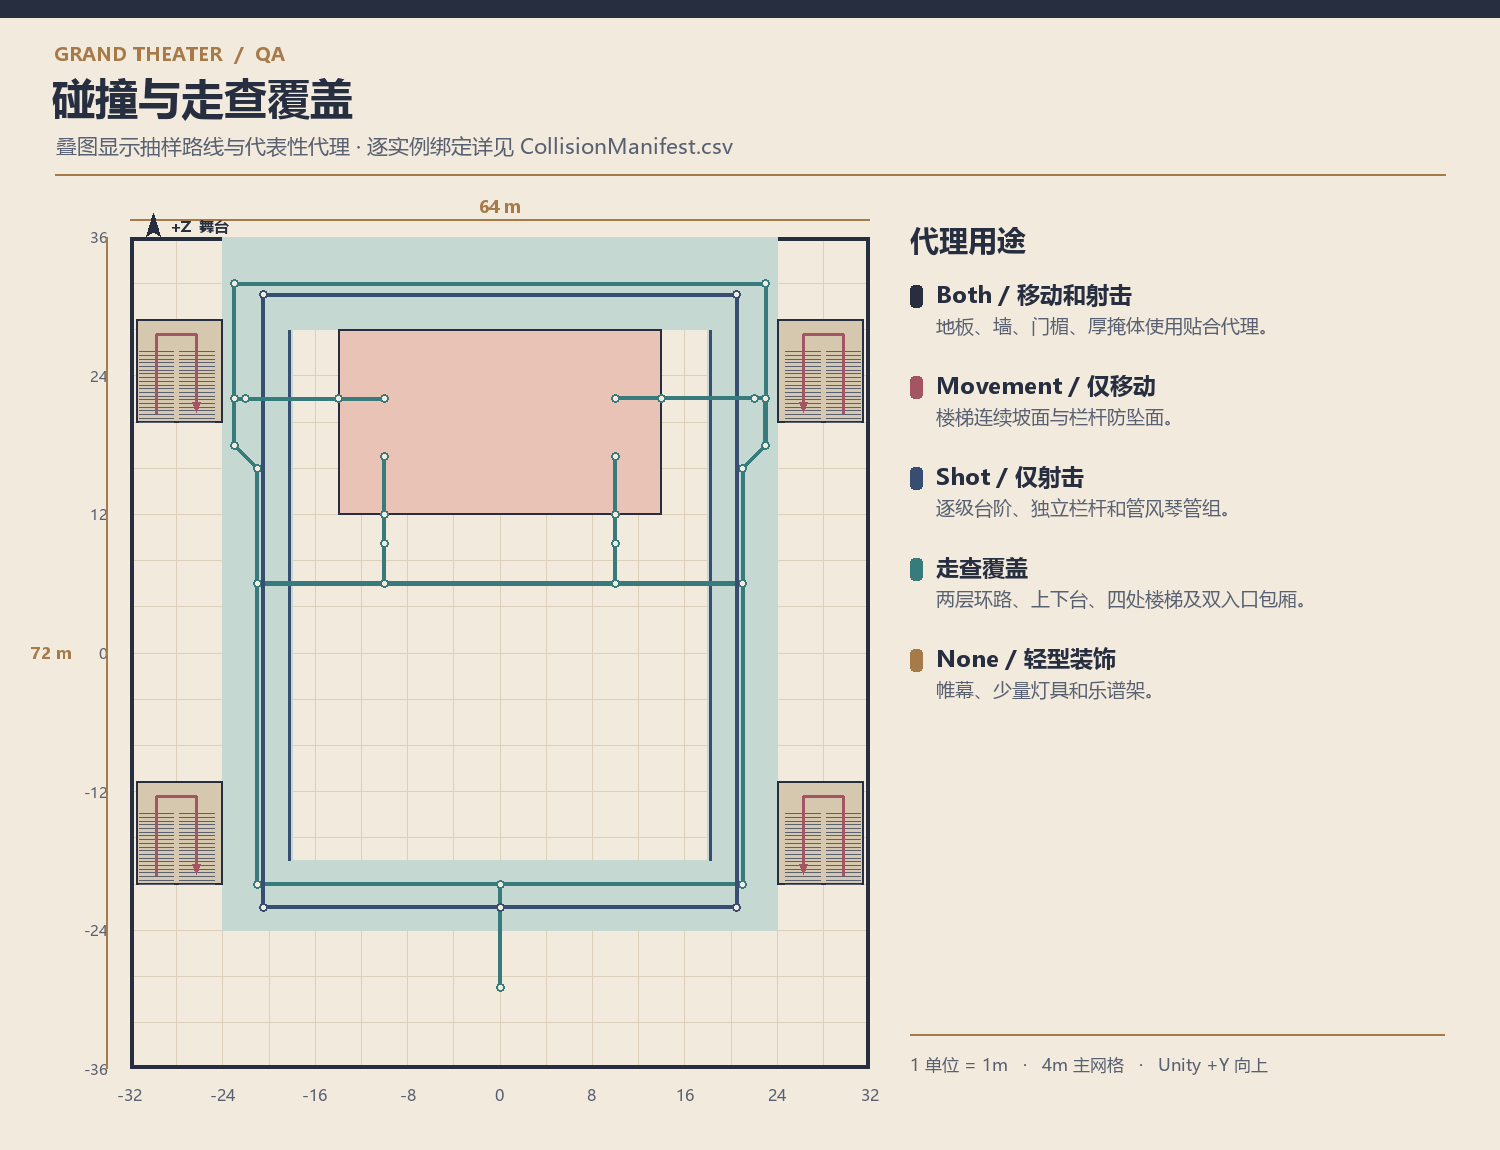 GRAND THEATER / QA
碰撞与走查覆盖
叠图显示抽样路线与代表性代理 · 逐实例绑定详见 CollisionManifest.csv
64 m
+Z 舞台
36
24
12
72 m
0
-12
-24
-36
-32
-24
-16
-8
0
8
16
24
32
代理用途
Both / 移动和射击
地板、墙、门楣、厚掩体使用贴合代理。
Movement / 仅移动
楼梯连续坡面与栏杆防坠面。
Shot / 仅射击
逐级台阶、独立栏杆和管风琴管组。
走查覆盖
两层环路、上下台、四处楼梯及双入口包厢。
None / 轻型装饰
帷幕、少量灯具和乐谱架。
1 单位 = 1m · 4m 主网格 · Unity +Y 向上